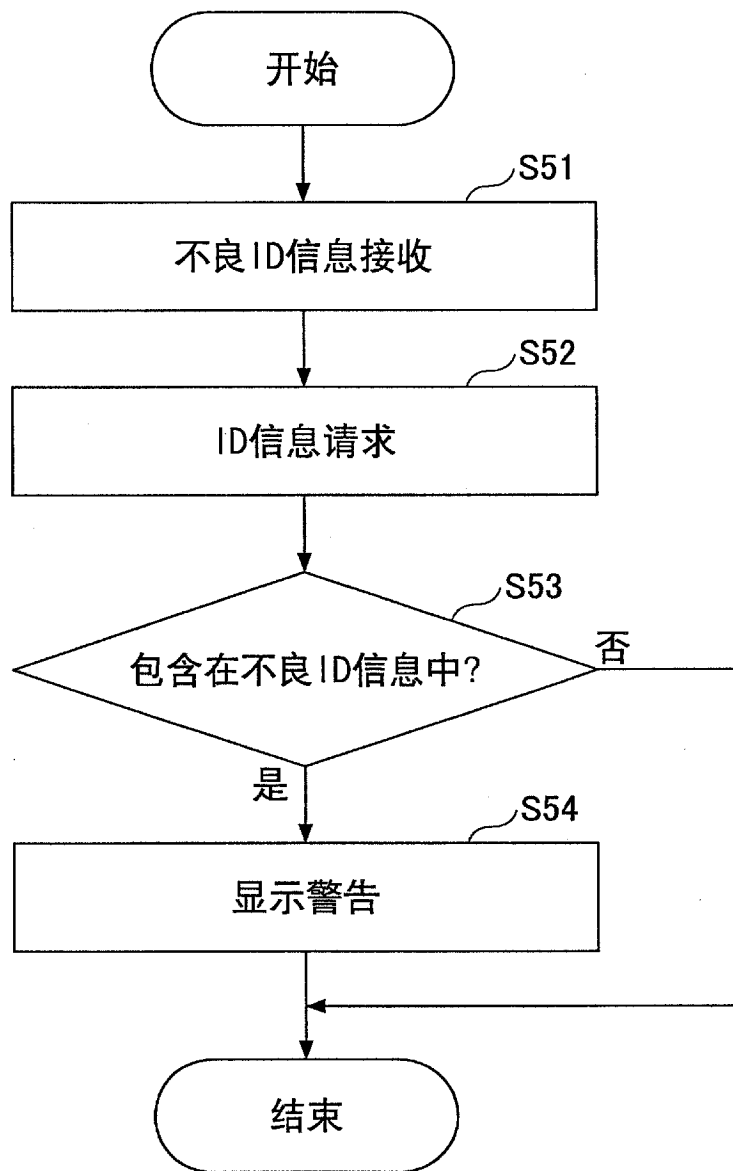 开始
S51
不良ID信息接收
S52
ID信息请求
S53
包含在不良ID信息中?
否
是
S54
显示警告
结束